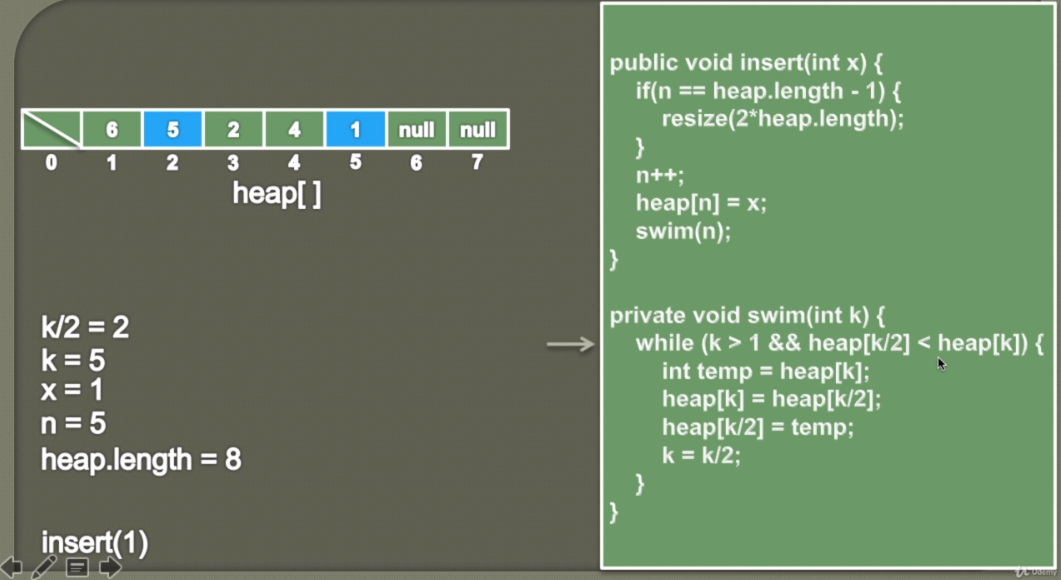 6 5 2 4 1 null null
0 1 2 3 4 5 6 7
heap[ ]
k/2 = 2
k = 5
x = 1
n = 5
heap.length = 8
insert(1)
public void insert(int x) {
if(n == heap.length - 1) {
resize(2*heap.length);
}
n++;
heap[n] = x;
swim(n);
}
private void swim(int k) {
while (k > 1 && heap[k/2] < heap[k]) {
int temp = heap[k];
heap[k] = heap[k/2];
heap[k/2] = temp;
k = k/2;
}
}
Udemy